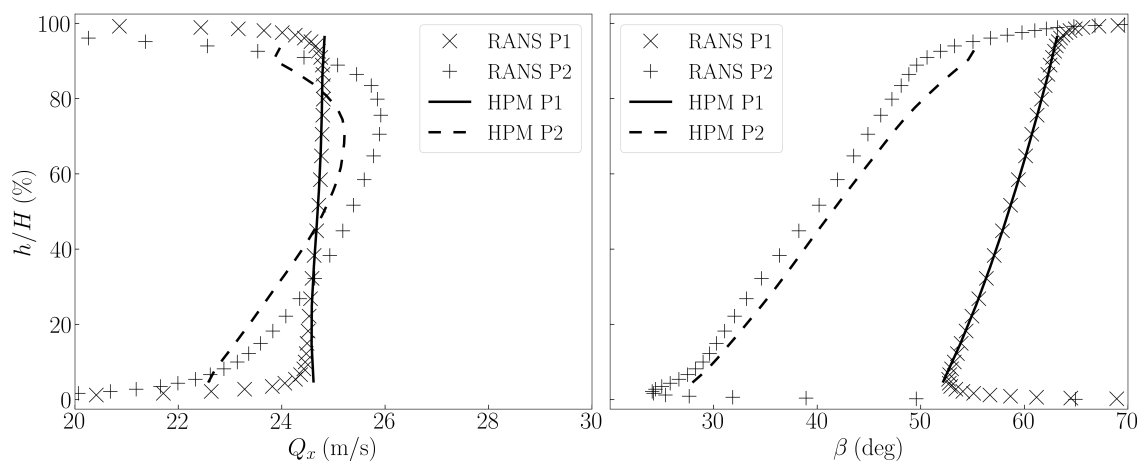 100
80
60
40
20
0
h/H (%)
RANS P1
RANS P2
HPM P1
HPM P2
20 22 24 26 28 30
Q_x (m/s)
RANS P1
RANS P2
HPM P1
HPM P2
30 40 50 60 70
β (deg)